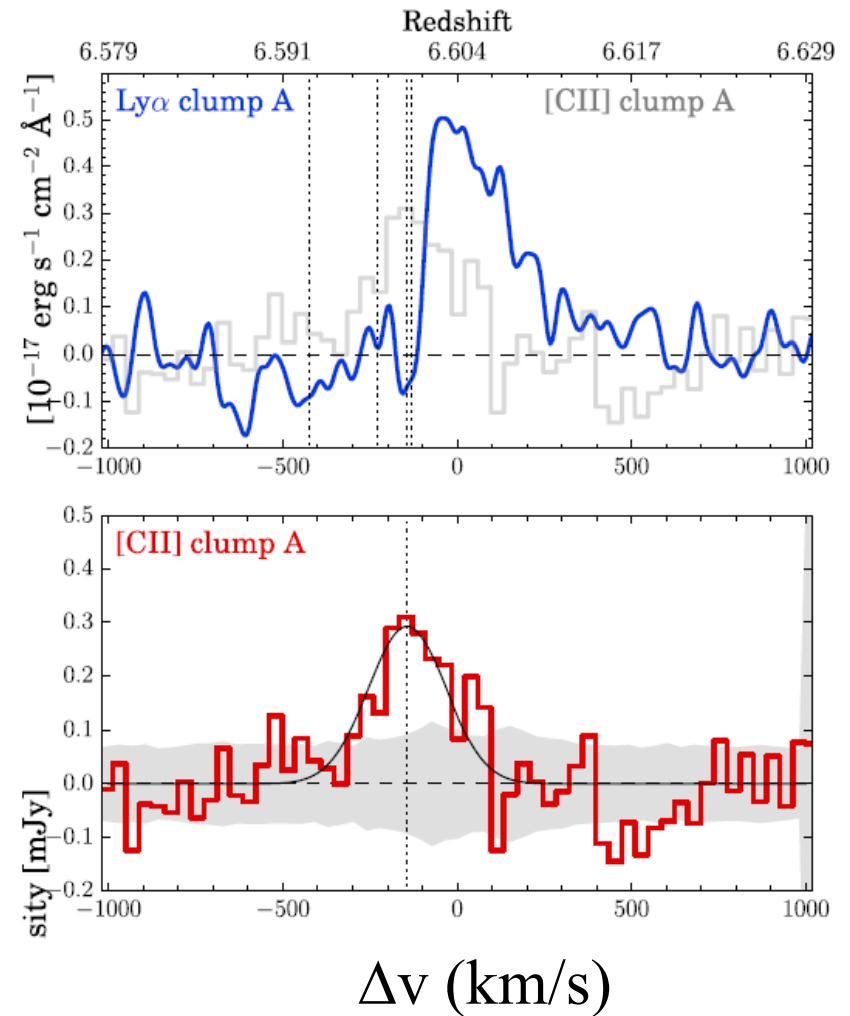 Redshift
6.579 6.591 6.604 6.617 6.629
Lyα clump A [CII] clump A
[10⁻¹⁷ erg s⁻¹ cm⁻² Å⁻¹]
0.5
0.4
0.3
0.2
0.1
0.0
−0.1
−0.2
−1000 −500 0 500 1000
[CII] clump A
sity [mJy]
0.5
0.4
0.3
0.2
0.1
0.0
−0.1
−0.2
−1000 −500 0 500 1000
Δv (km/s)